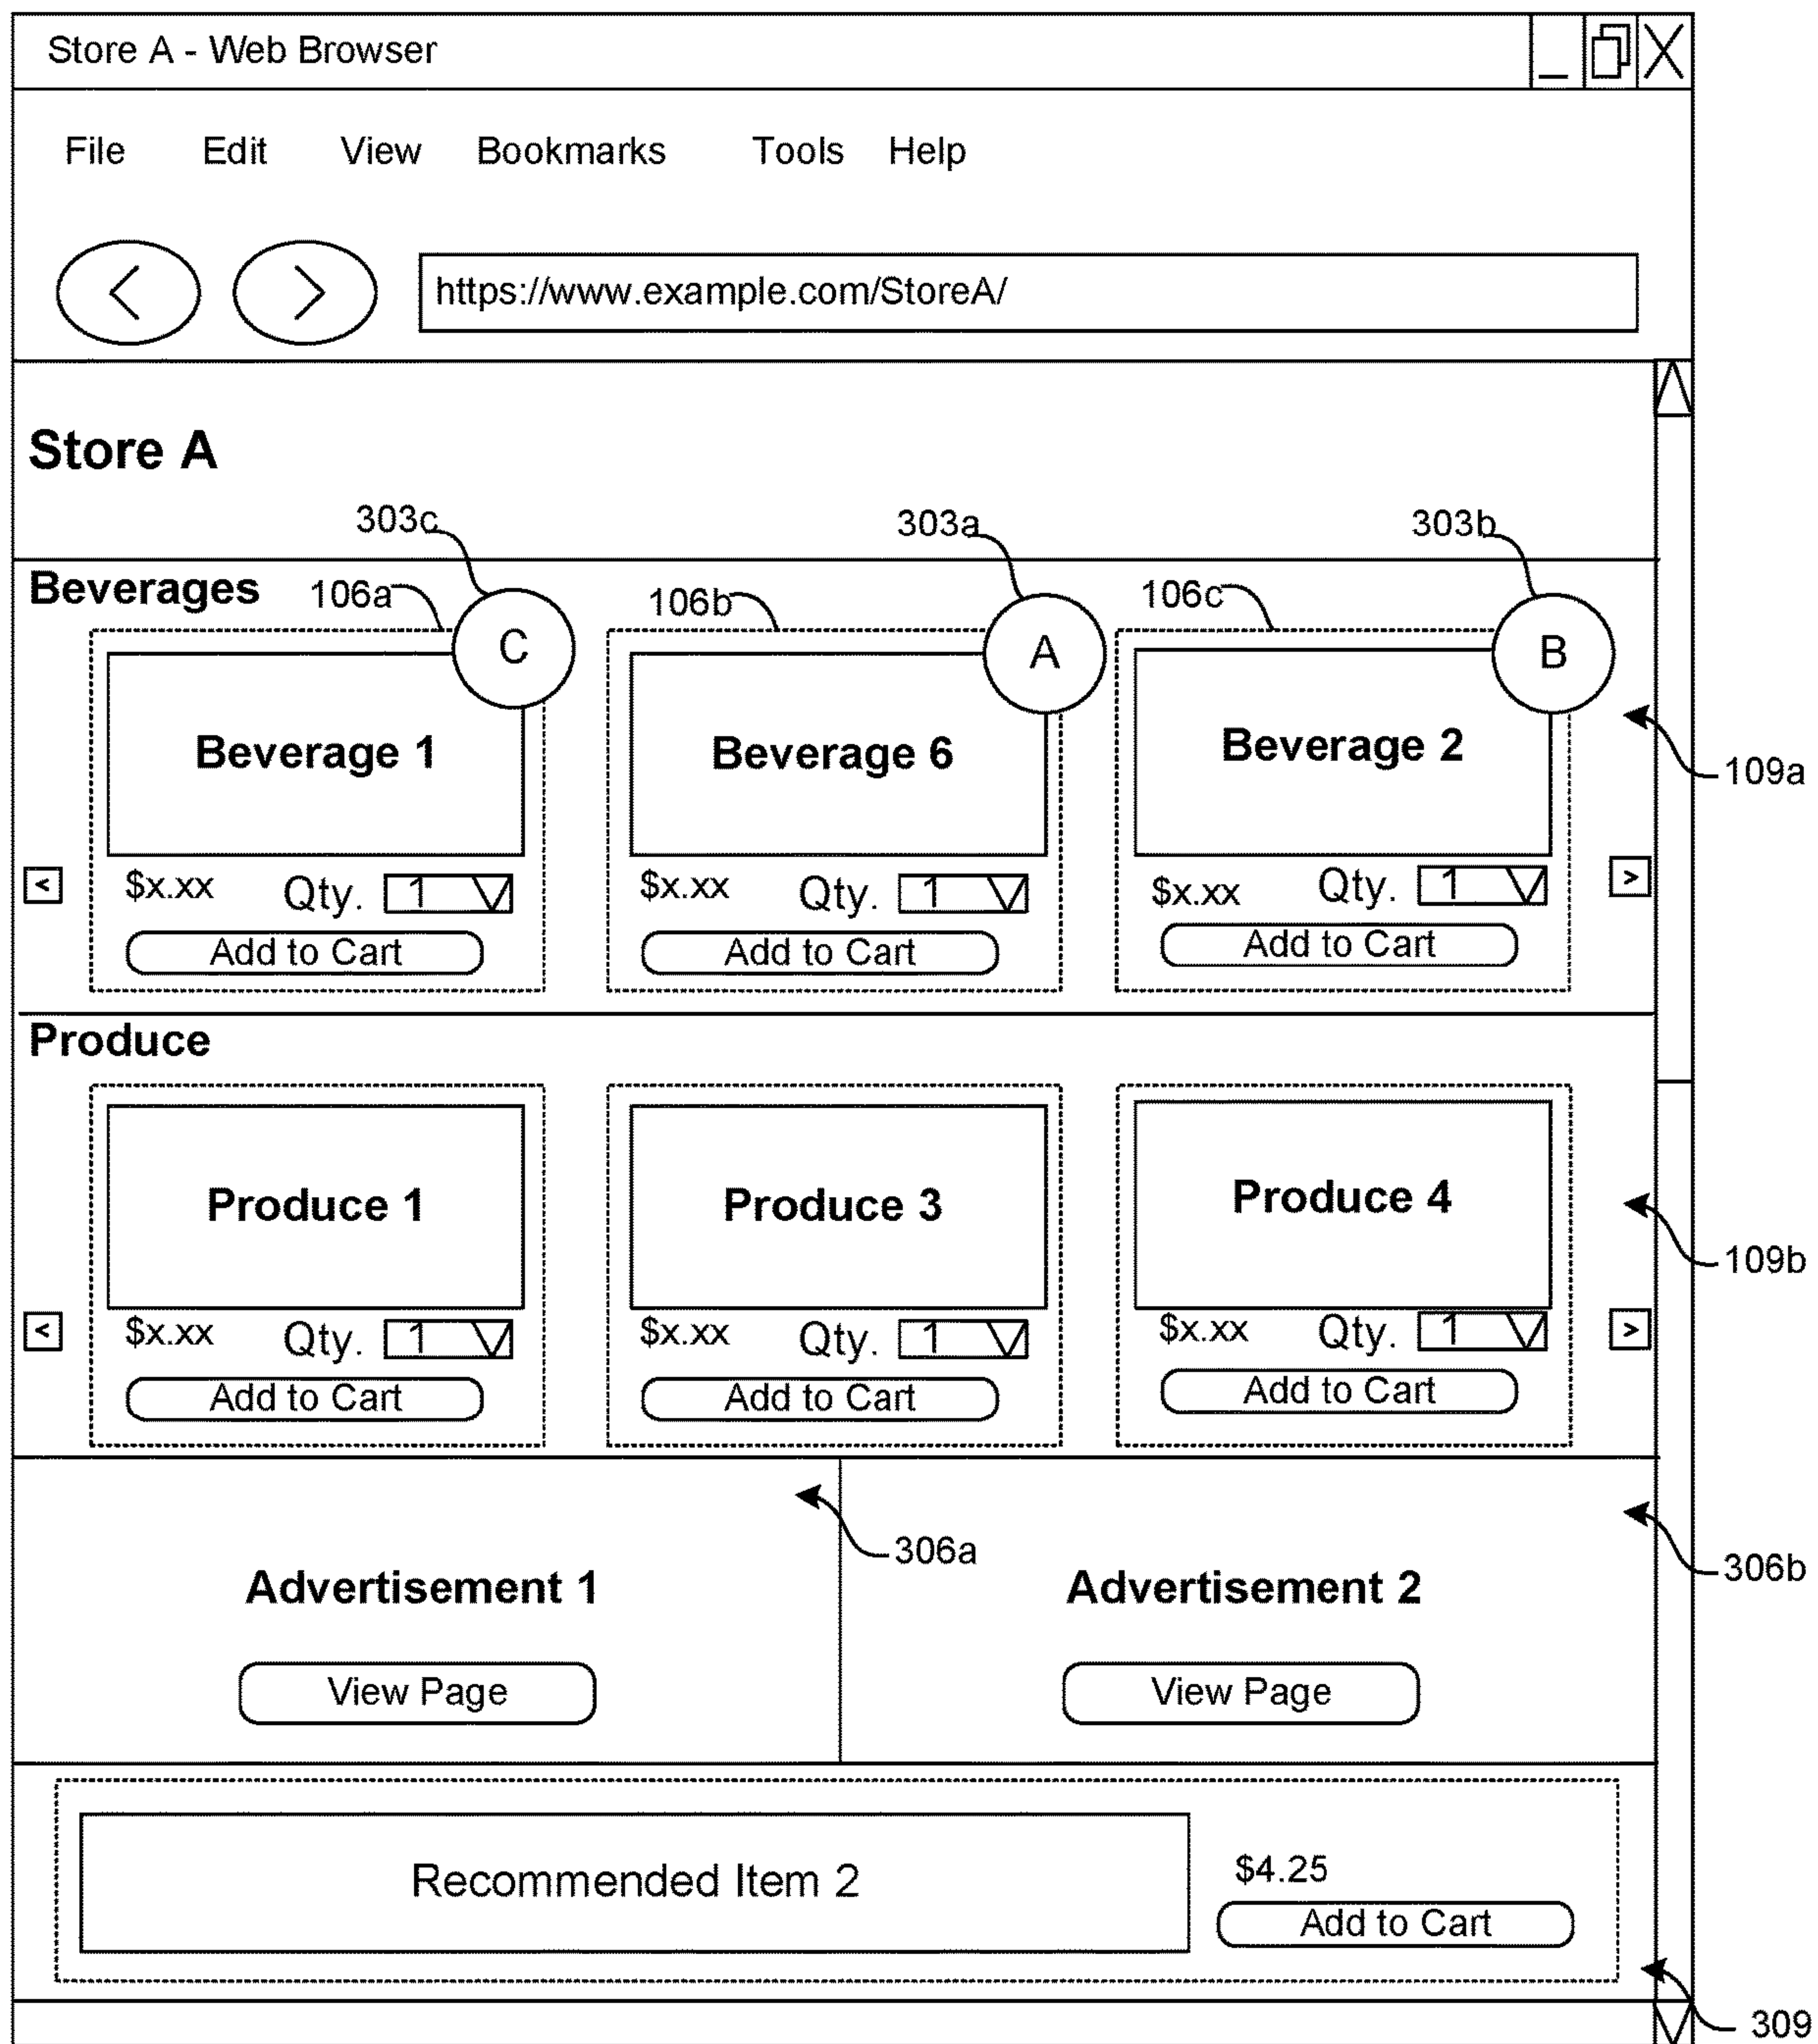 Store A - Web Browser
File Edit View Bookmarks Tools Help
https://www.example.com/StoreA/
Store A
303c 303a 303b
Beverages 106a 106b 106c
C A B
Beverage 1 Beverage 6 Beverage 2
109a
< $x.xx Qty. 1 $x.xx Qty. 1 $x.xx Qty. 1 >
Add to Cart Add to Cart Add to Cart
Produce
Produce 1 Produce 3 Produce 4
109b
< $x.xx Qty. 1 $x.xx Qty. 1 $x.xx Qty. 1 >
Add to Cart Add to Cart Add to Cart
306a 306b
Advertisement 1 Advertisement 2
View Page View Page
Recommended Item 2 $4.25
Add to Cart
309